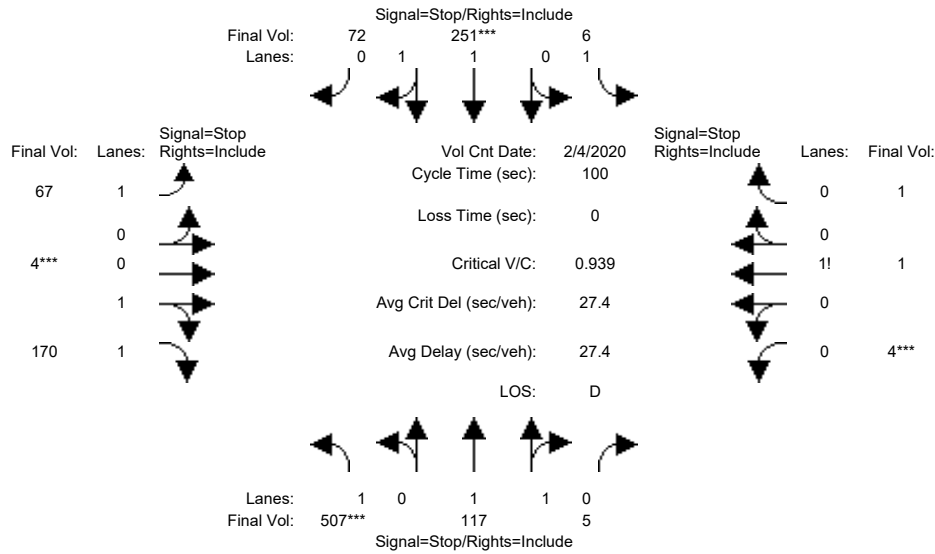 Signal=Stop/Rights=Include
Final Vol: 72 251*** 6
Lanes: 0 1 1 0 1
Signal=Stop
Final Vol: Lanes: Rights=Include
Vol Cnt Date: 2/4/2020
Signal=Stop
Rights=Include Lanes: Final Vol:
Cycle Time (sec): 100
67 1
0 1
Loss Time (sec): 0
0
0
4*** 0
Critical V/C: 0.939
1! 1
1
Avg Crit Del (sec/veh): 27.4
0
170 1
Avg Delay (sec/veh): 27.4
0 4***
LOS: D
Lanes: 1 0 1 1 0
Final Vol: 507*** 117 5
Signal=Stop/Rights=Include